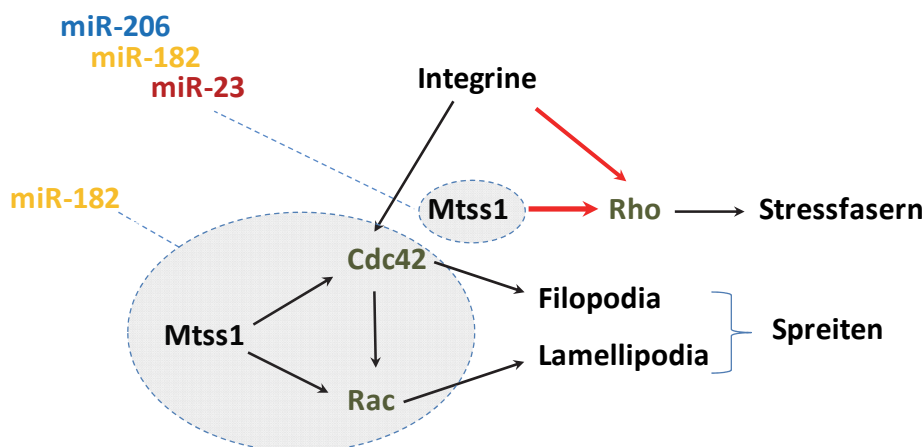 miR-206
miR-182
miR-23
Integrine
miR-182
Mtss1
Rho
Stressfasern
Cdc42
Filopodia
Mtss1
Spreiten
Lamellipodia
Rac